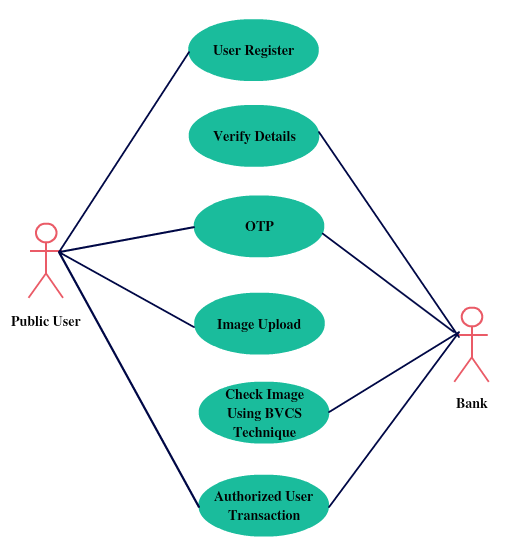 User Register
Verify Details
OTP
Public User
Image Upload
Check Image
Using BVCS
Technique
Bank
Authorized User
Transaction